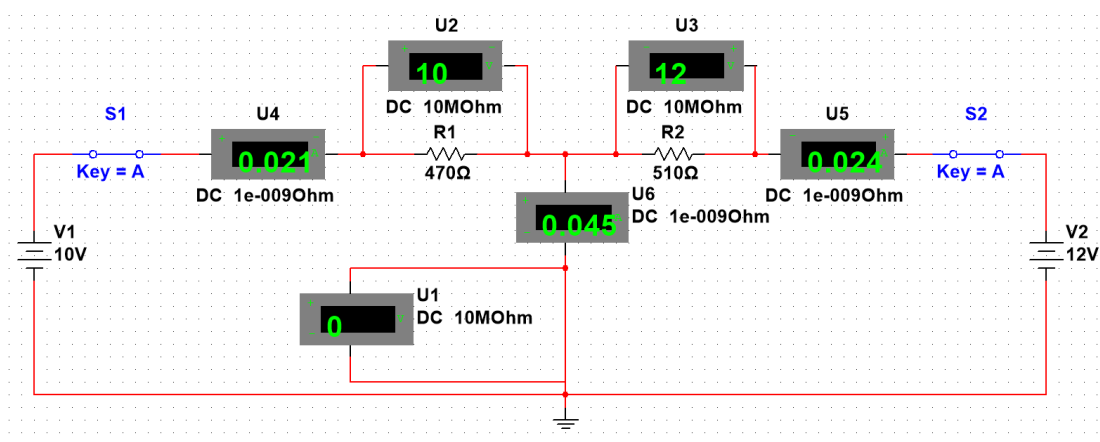 U2
U3
10
12
DC 10MOhm
DC 10MOhm
S1
U4
R1
R2
U5
S2
0.021
0.024
Key = A
470Ω
510Ω
Key = A
DC 1e-009Ohm
DC 1e-009Ohm
U6
0.045
DC 1e-009Ohm
V1
10V
V2
12V
U1
0
DC 10MOhm